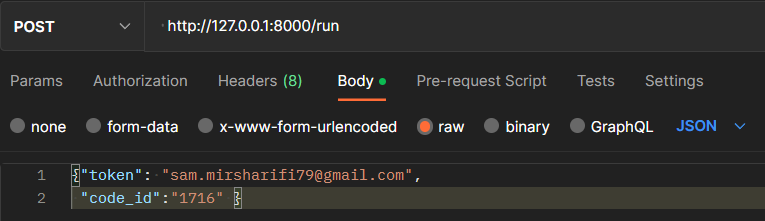 POST http://127.0.0.1:8000/run
Params Authorization Headers (8) Body Pre-request Script Tests Settings
none form-data x-www-form-urlencoded raw binary GraphQL JSON
1 {"token": "sam.mirsharifi79@gmail.com",
2 "code_id":"1716" }